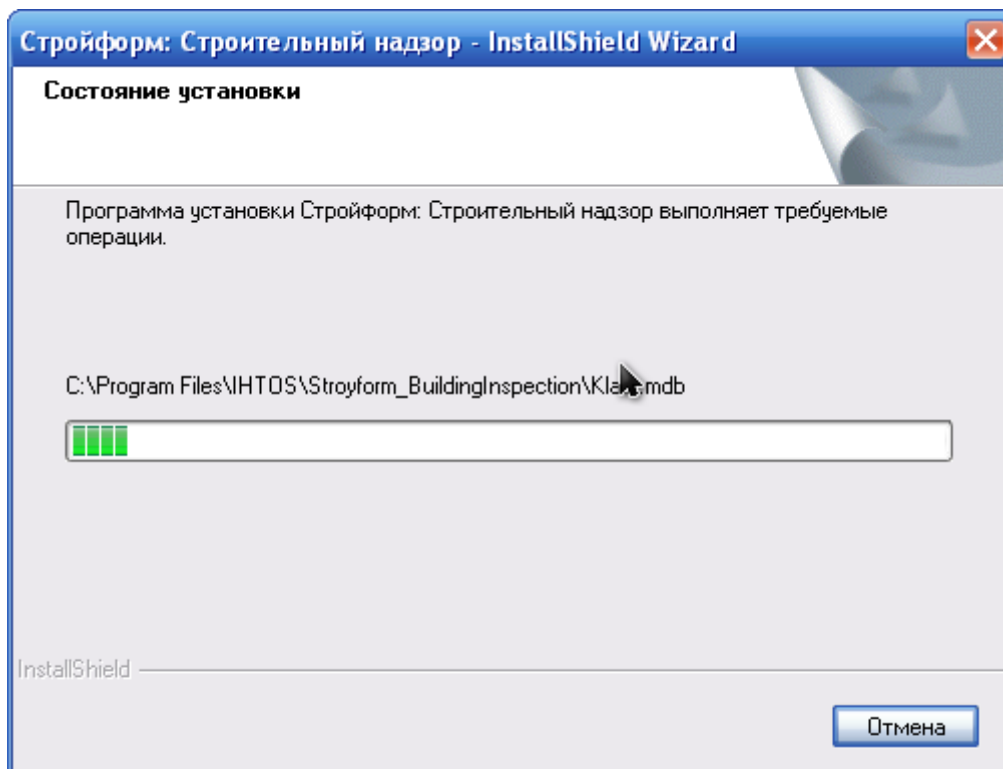 Стройформ: Строительный надзор - InstallShield Wizard
Состояние установки
Программа установки Стройформ: Строительный надзор выполняет требуемые
операции.
C:\Program Files\IHTOS\Stroyform_BuildingInspection\
InstallShield
Отмена